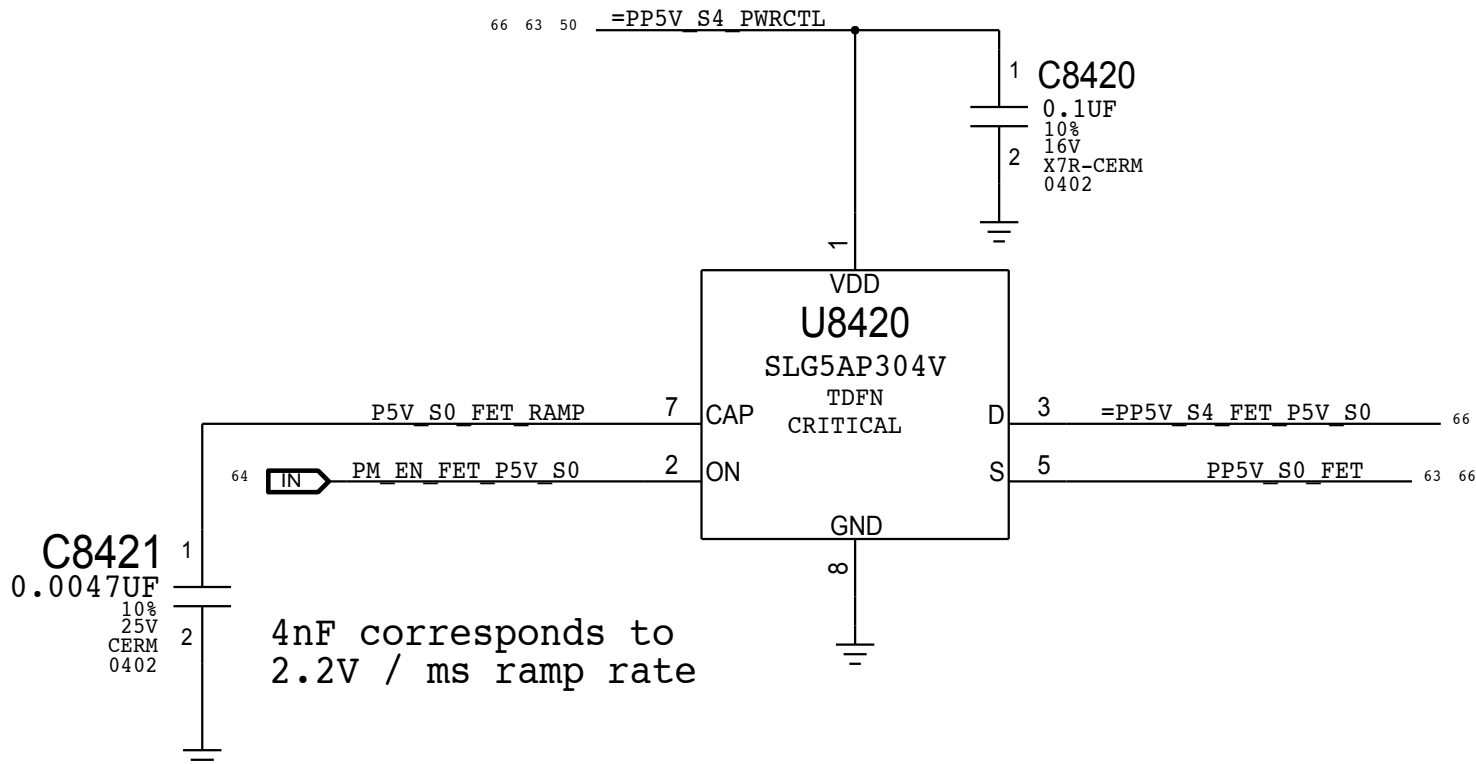 66 63 50 =PP5V_S4_PWRCTL
1 C8420
0.1UF
10%
16V
2 X7R-CERM
0402
1
VDD
U8420
SLG5AP304V
TDFN
CRITICAL
P5V_S0_FET_RAMP 7 CAP D 3 =PP5V_S4_FET_P5V_S0 66
64 IN PM_EN_FET_P5V_S0 2 ON S 5 PP5V_S0_FET 63 66
GND
8
C8421 1
0.0047UF
10%
25V
CERM 2
0402
4nF corresponds to
2.2V / ms ramp rate